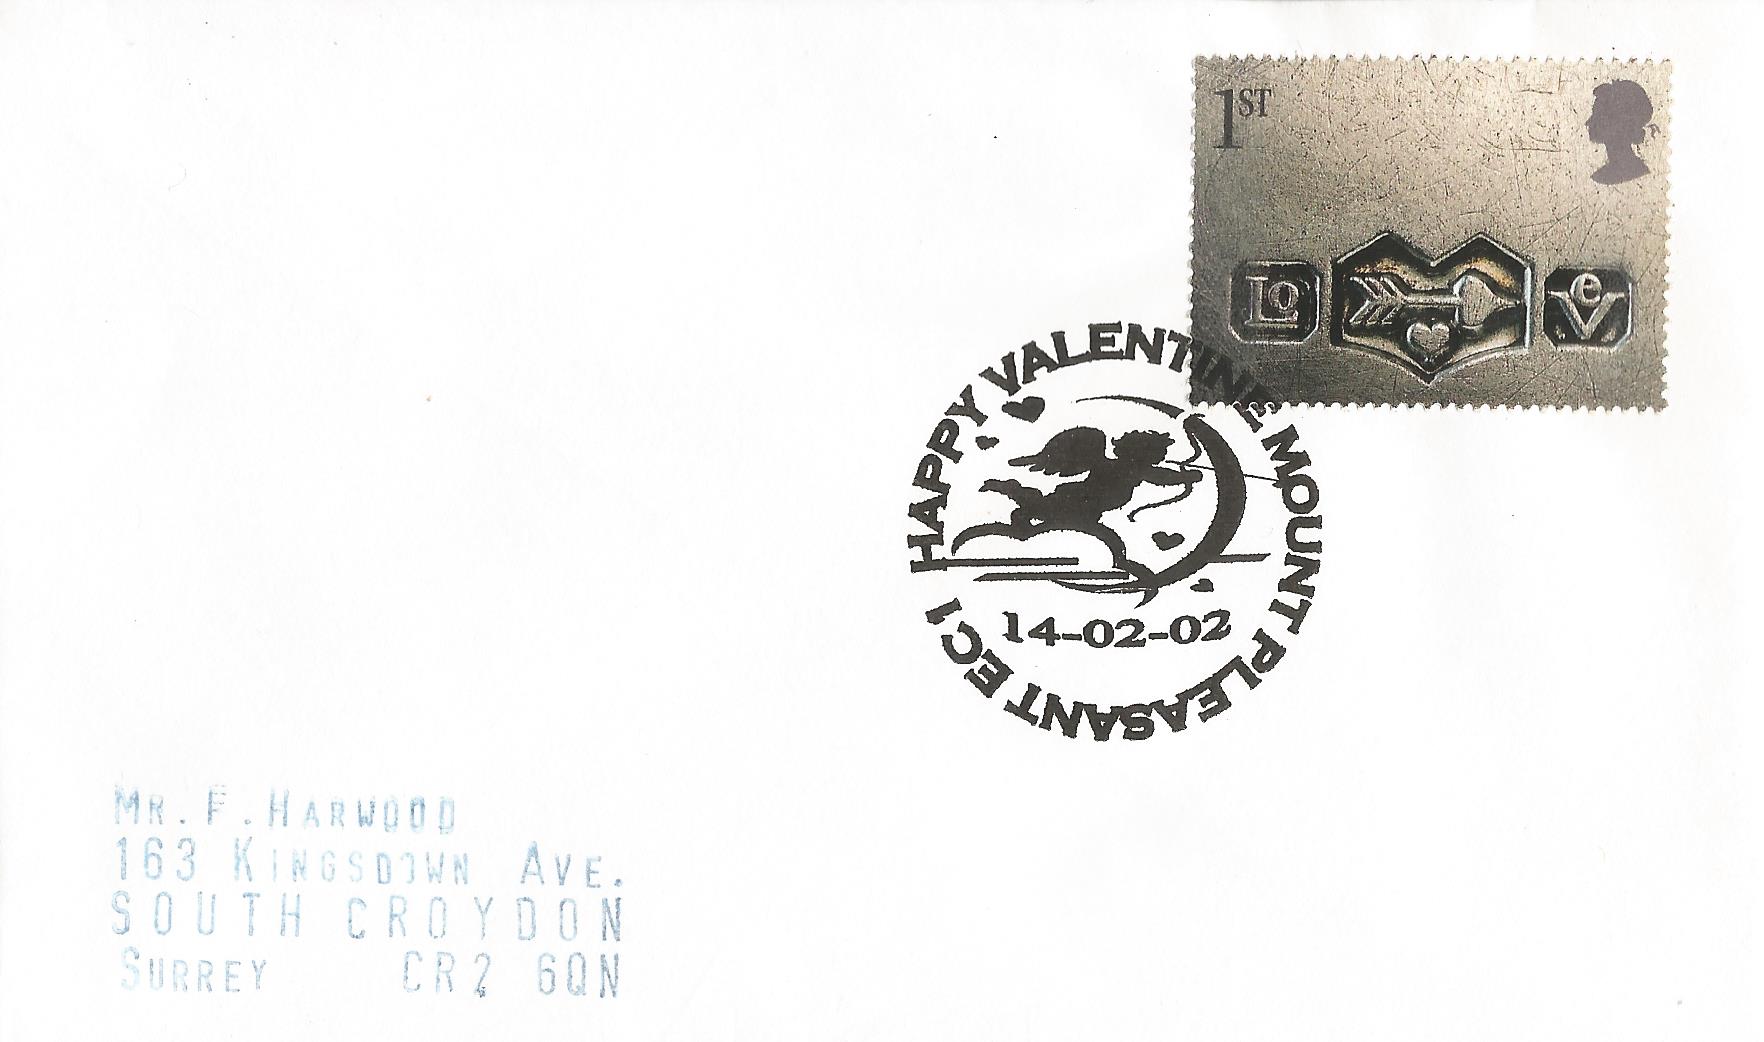 1ST
Lo Ve
HAPPY VALENTINE MOUNT PLEASANT EC1
14-02-02
MR. F. HARWOOD
163 KINGSDOWN AVE.
SOUTH CROYDON
SURREY CR2 6QN